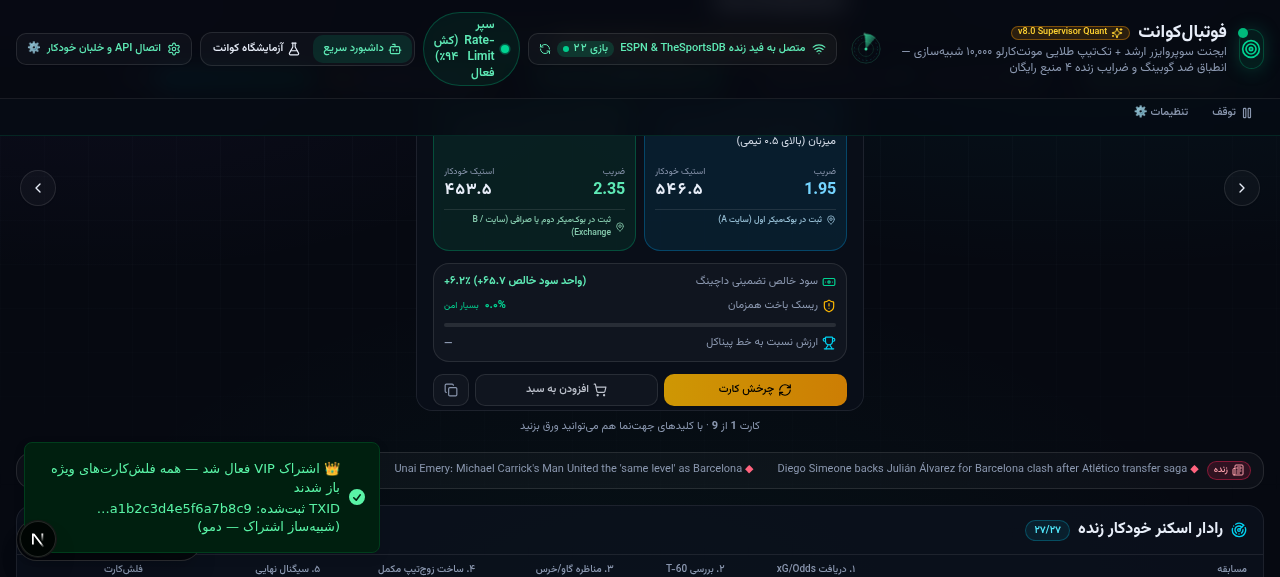 فوتبال‌کوانت
v8.0 Supervisor Quant
ایجنت سوپروایزر ارشد + تک‌تیپ طلایی مونت‌کارلو ۱۰,۰۰۰ شبیه‌سازی —
انطباق ضد گوبینگ و ضرایب زنده ۴ منبع رایگان
متصل به فید زنده ESPN & TheSportsDB
۲۲ بازی
سپر
Rate-
Limit (کش
۹۴٪)
فعال
داشبورد سریع
آزمایشگاه کوانت
اتصال API و خلبان خودکار ⚙️
توقف
تنظیمات ⚙️
میزبان (بالای ۰.۵ تیمی)
ضریب
استیک خودکار
1.95
۵۴۶.۵
ثبت در بوک‌میکر اول (سایت A)
ضریب
استیک خودکار
2.35
۴۵۳.۵
ثبت در بوک‌میکر دوم یا صرافی (سایت B /
Exchange)
سود خالص تضمینی داچینگ
+۶.۲٪ (+۶۵.۷ واحد سود خالص)
ریسک باخت همزمان
۰.۰% بسیار امن
ارزش نسبت به خط پیناکل
—
چرخش کارت
افزودن به سبد
کارت 1 از 9 · با کلیدهای جهت‌نما هم می‌توانید ورق بزنید
زنده
◆ Diego Simeone backs Julián Álvarez for Barcelona clash after Atlético transfer saga
◆ Unai Emery: Michael Carrick's Man United the 'same level' as Barcelona
👑 اشتراک VIP فعال شد — همه فلش‌کارت‌های ویژه
باز شدند
TXID ثبت‌شده: a1b2c3d4e5f6a7b8c9…
(شبیه‌ساز اشتراک — دمو)
رادار اسکنر خودکار زنده
۲۷/۲۷
مسابقه
۱. دریافت xG/Odds
۲. بررسی T-60
۳. مناظره گاو/خرس
۴. ساخت زوج‌تیپ مکمل
۵. سیگنال نهایی
فلش‌کارت
N